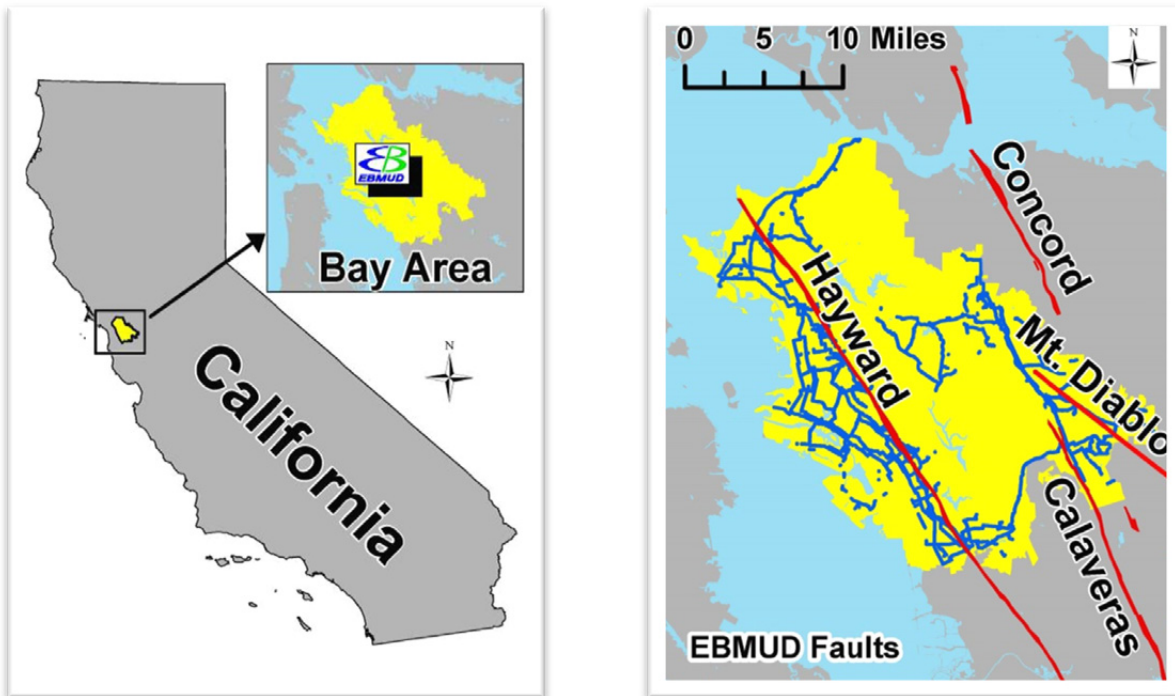 EBMUD
Bay Area
N
California
0 5 10 Miles
N
Concord
Hayward
Mt. Diablo
Calaveras
EBMUD Faults